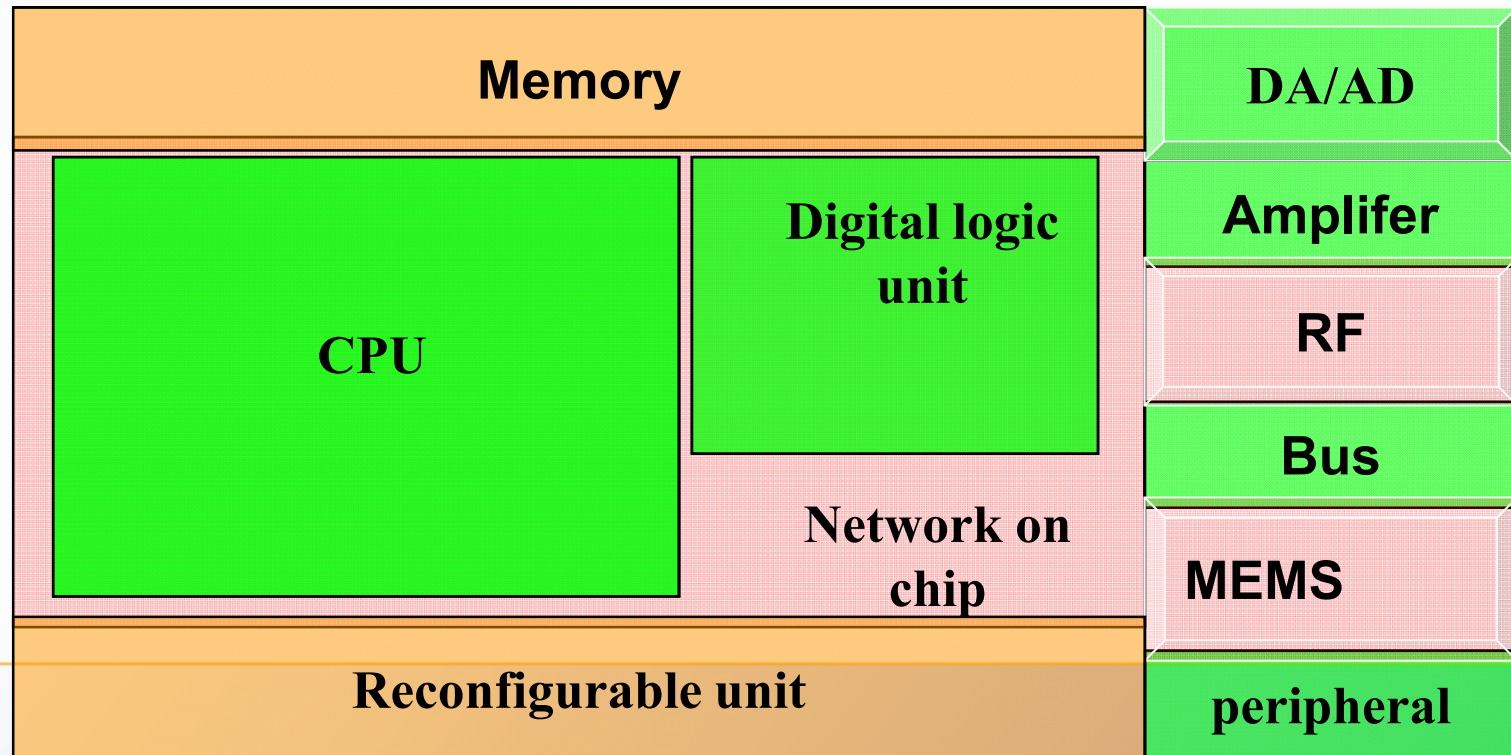 Memory
DA/AD
Amplifer
Digital logic
unit
RF
CPU
Bus
Network on
chip
MEMS
Reconfigurable unit
peripheral